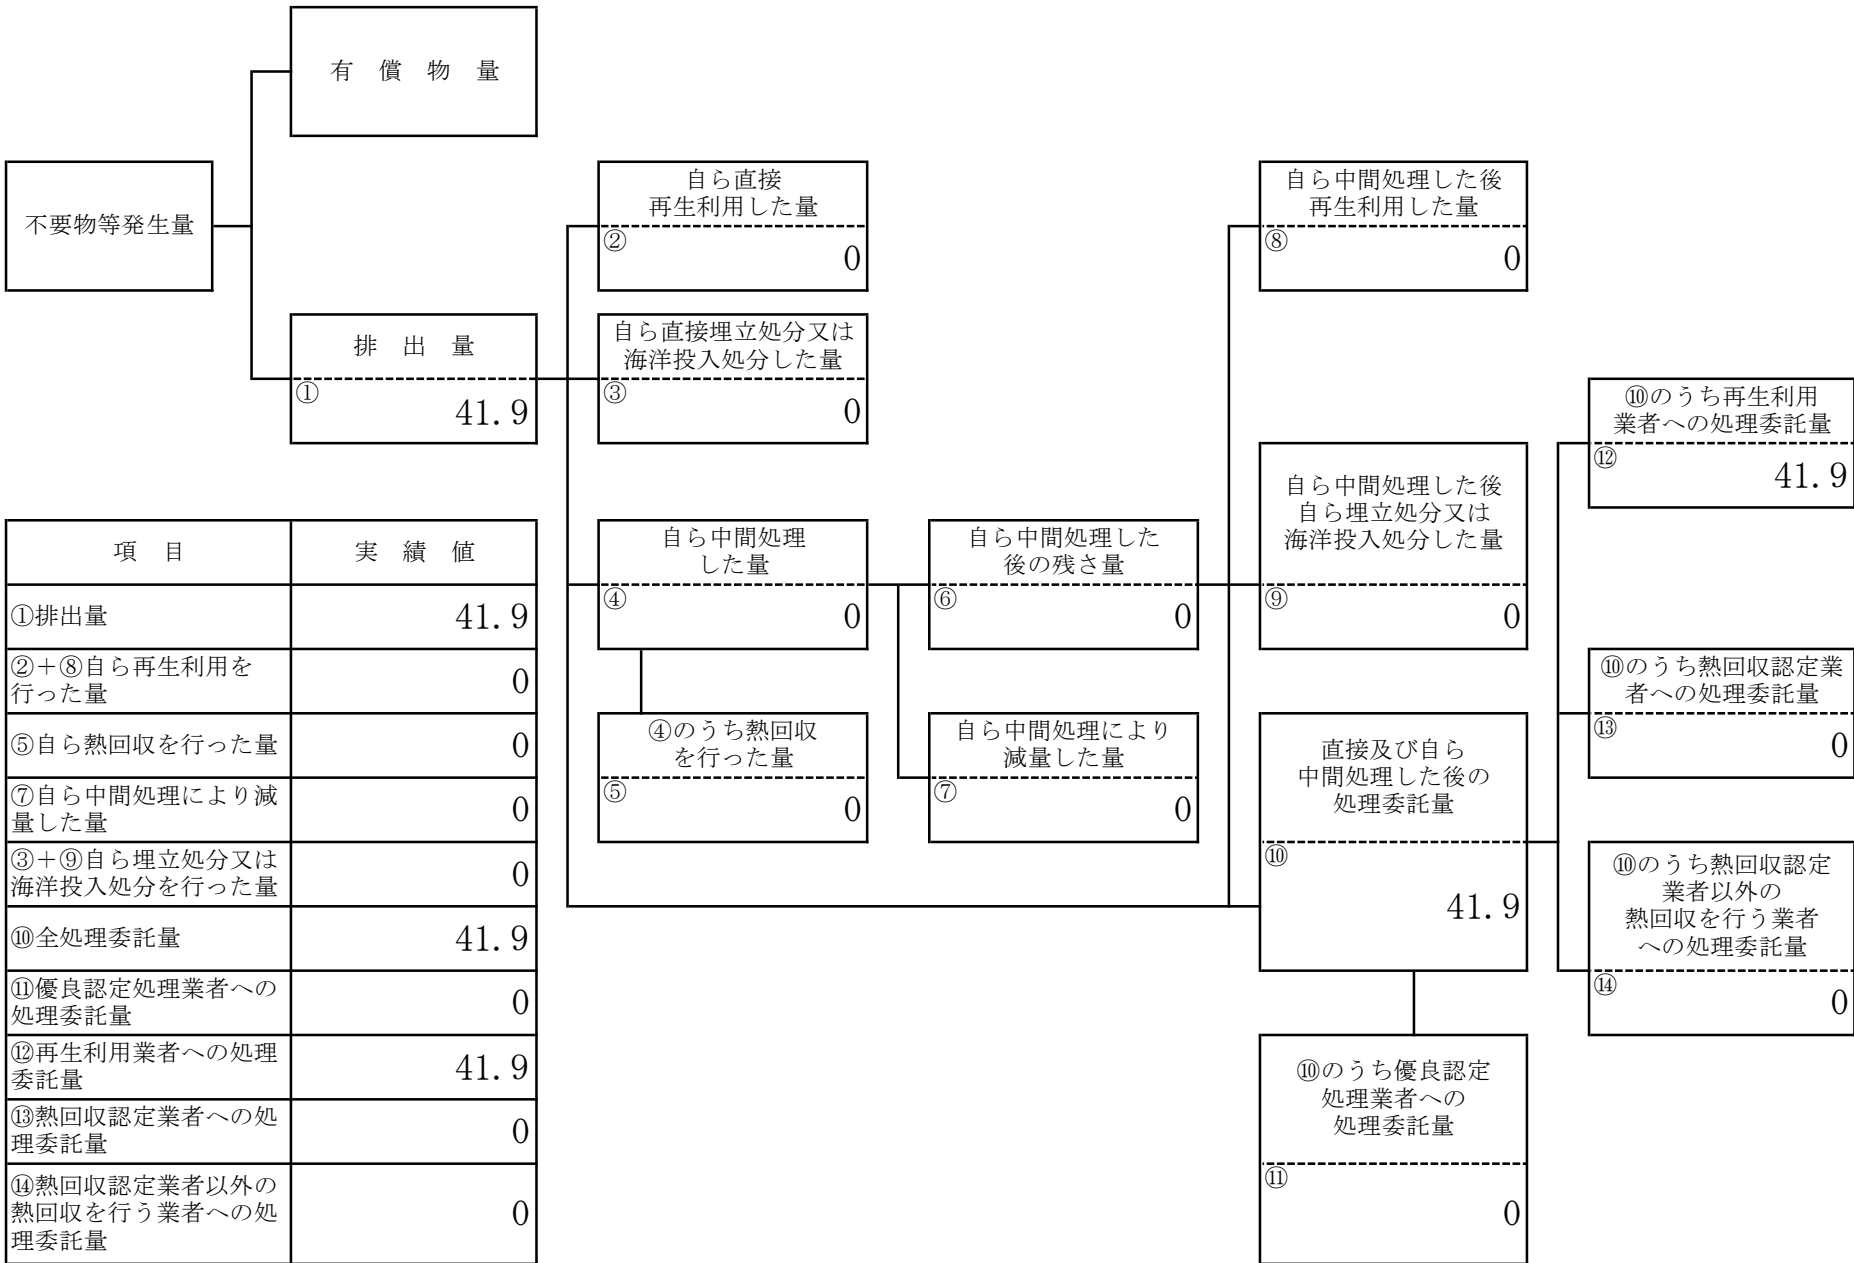 有償物量
不要物等発生量
排出量
①
41.9
自ら直接
再生利用した量
②
0
自ら直接埋立処分又は
海洋投入処分した量
③
0
自ら中間処理
した量
④
0
④のうち熱回収
を行った量
⑤
0
自ら中間処理した
後の残さ量
⑥
0
自ら中間処理により
減量した量
⑦
0
自ら中間処理した後
再生利用した量
⑧
0
自ら中間処理した後
自ら埋立処分又は
海洋投入処分した量
⑨
0
直接及び自ら
中間処理した後の
処理委託量
⑩
41.9
⑩のうち優良認定
処理業者への
処理委託量
⑪
0
⑩のうち再生利用
業者への処理委託量
⑫
41.9
⑩のうち熱回収認定業
者への処理委託量
⑬
0
⑩のうち熱回収認定
業者以外の
熱回収を行う業者
への処理委託量
⑭
0
項目 実績値
①排出量 41.9
②+⑧自ら再生利用を
行った量 0
⑤自ら熱回収を行った量 0
⑦自ら中間処理により減
量した量 0
③+⑨自ら埋立処分又は
海洋投入処分を行った量 0
⑩全処理委託量 41.9
⑪優良認定処理業者への
処理委託量 0
⑫再生利用業者への処理
委託量 41.9
⑬熱回収認定業者への処
理委託量 0
⑭熱回収認定業者以外の
熱回収を行う業者への処
理委託量 0